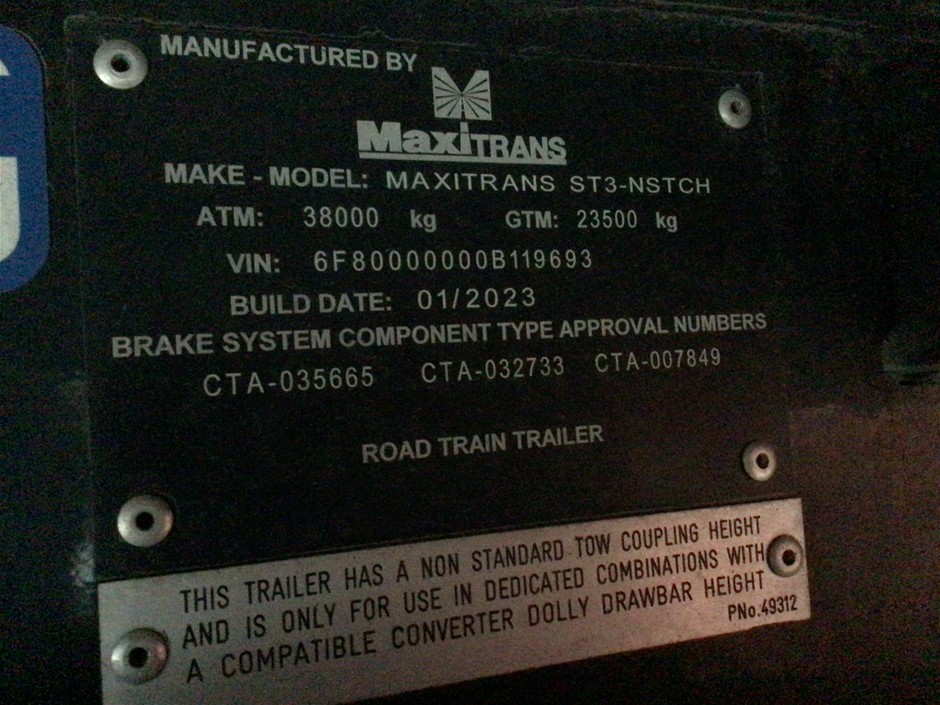 MANUFACTURED BY
MaxiTRANS
MAKE - MODEL: MAXITRANS ST3-NSTCH
ATM: 38000 kg GTM: 23500 kg
VIN: 6F80000000B119693
BUILD DATE: 01/2023
BRAKE SYSTEM COMPONENT TYPE APPROVAL NUMBERS
CTA-035665 CTA-032733 CTA-007849
ROAD TRAIN TRAILER
THIS TRAILER HAS A NON STANDARD TOW COUPLING HEIGHT
AND IS ONLY FOR USE IN DEDICATED COMBINATIONS WITH
A COMPATIBLE CONVERTER DOLLY DRAWBAR HEIGHT
PNo.49312